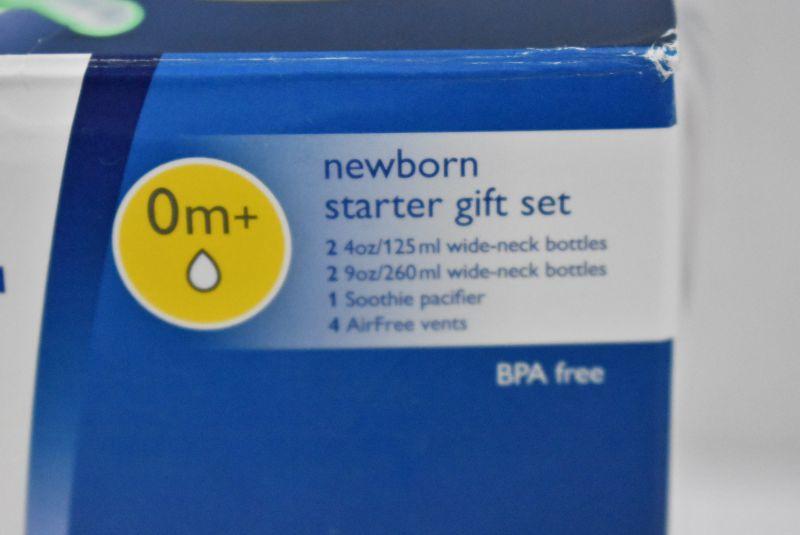 0m+
newborn
starter gift set
2 4oz/125ml wide-neck bottles
2 9oz/260ml wide-neck bottles
1 Soothie pacifier
4 AirFree vents
BPA free